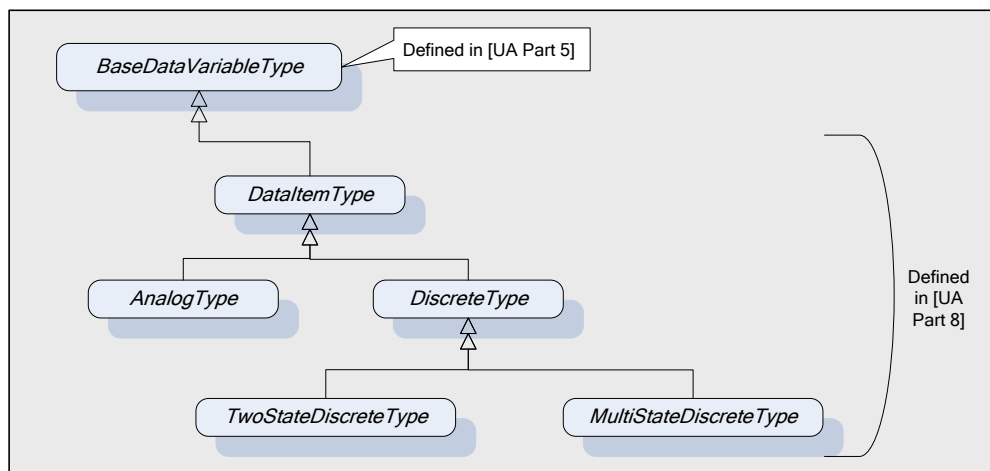 BaseDataVariableType
Defined in [UA Part 5]
DataItemType
AnalogType
DiscreteType
Defined
in [UA
Part 8]
TwoStateDiscreteType
MultiStateDiscreteType